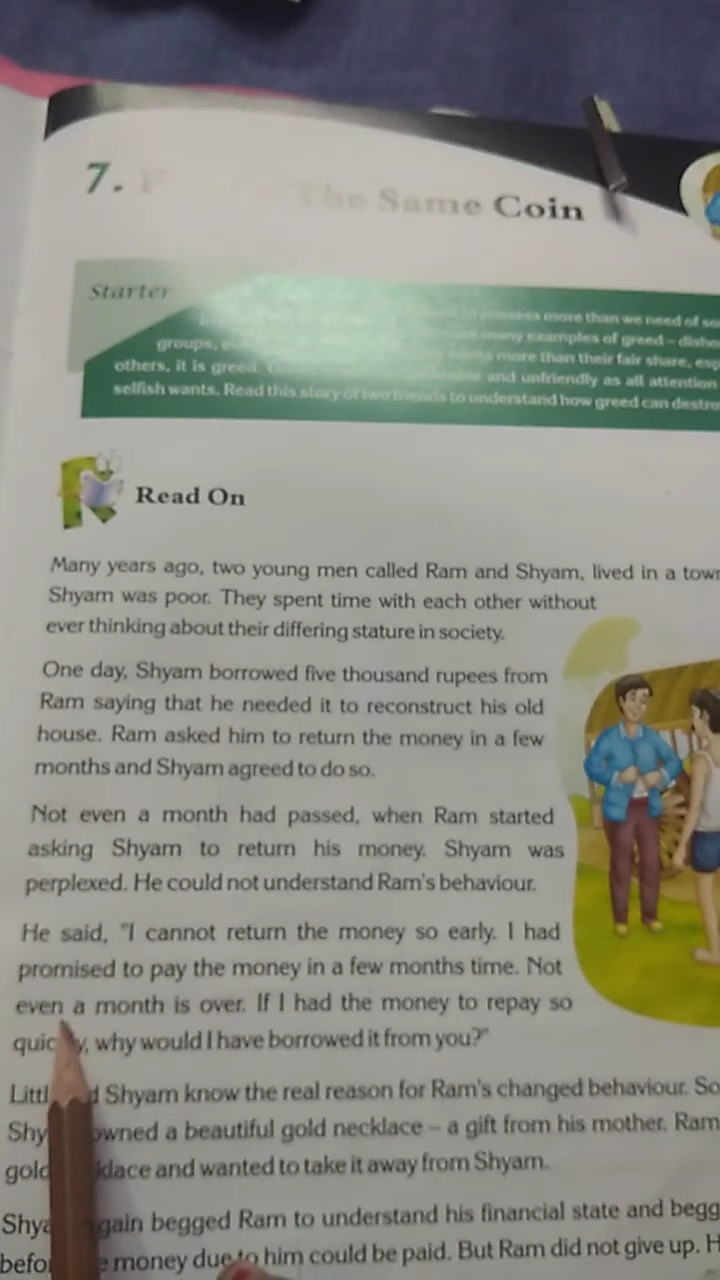 7. The Same Coin
Starter
possess more than we need of
many examples of greed –
groups, more than their fair share,
others, it is greed. and unfriendly as all attention
selfish wants. Read this story of two friends to understand how greed can
Read On
Many years ago, two young men called Ram and Shyam, lived in a
Shyam was poor. They spent time with each other without
ever thinking about their differing stature in society.
One day, Shyam borrowed five thousand rupees from
Ram saying that he needed it to reconstruct his old
house. Ram asked him to return the money in a few
months and Shyam agreed to do so.
Not even a month had passed, when Ram started
asking Shyam to return his money. Shyam was
perplexed. He could not understand Ram's behaviour.
He said, "I cannot return the money so early. I had
promised to pay the money in a few months time. Not
even a month is over. If I had the money to repay so
why would I have borrowed it from you?"
Shyam know the real reason for Ram's changed behaviour. So
owned a beautiful gold necklace – a gift from his mother. Ram
and wanted to take it away from Shyam.
begged Ram to understand his financial state and
money due to him could be paid. But Ram did not give up.